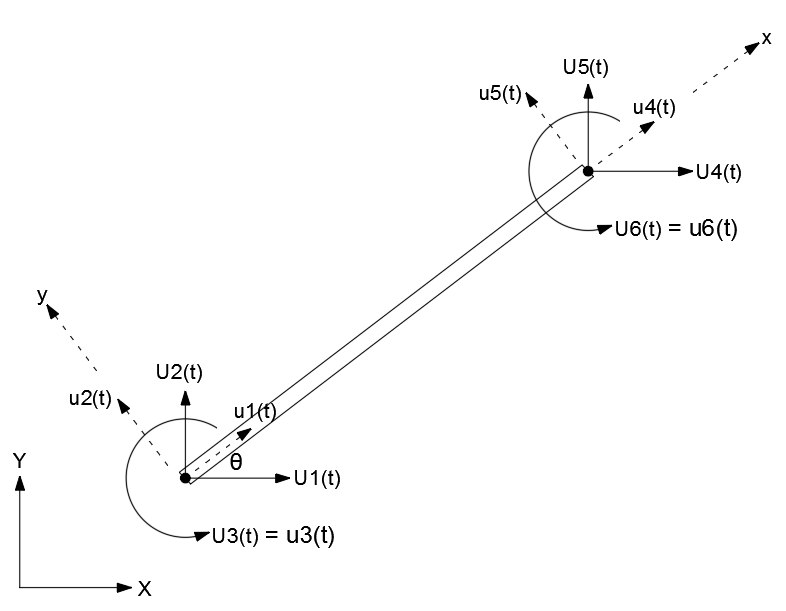 x
U5(t)
u5(t)
u4(t)
U4(t)
U6(t) = u6(t)
y
U2(t)
u2(t)
u1(t)
θ
Y
U1(t)
U3(t) = u3(t)
X